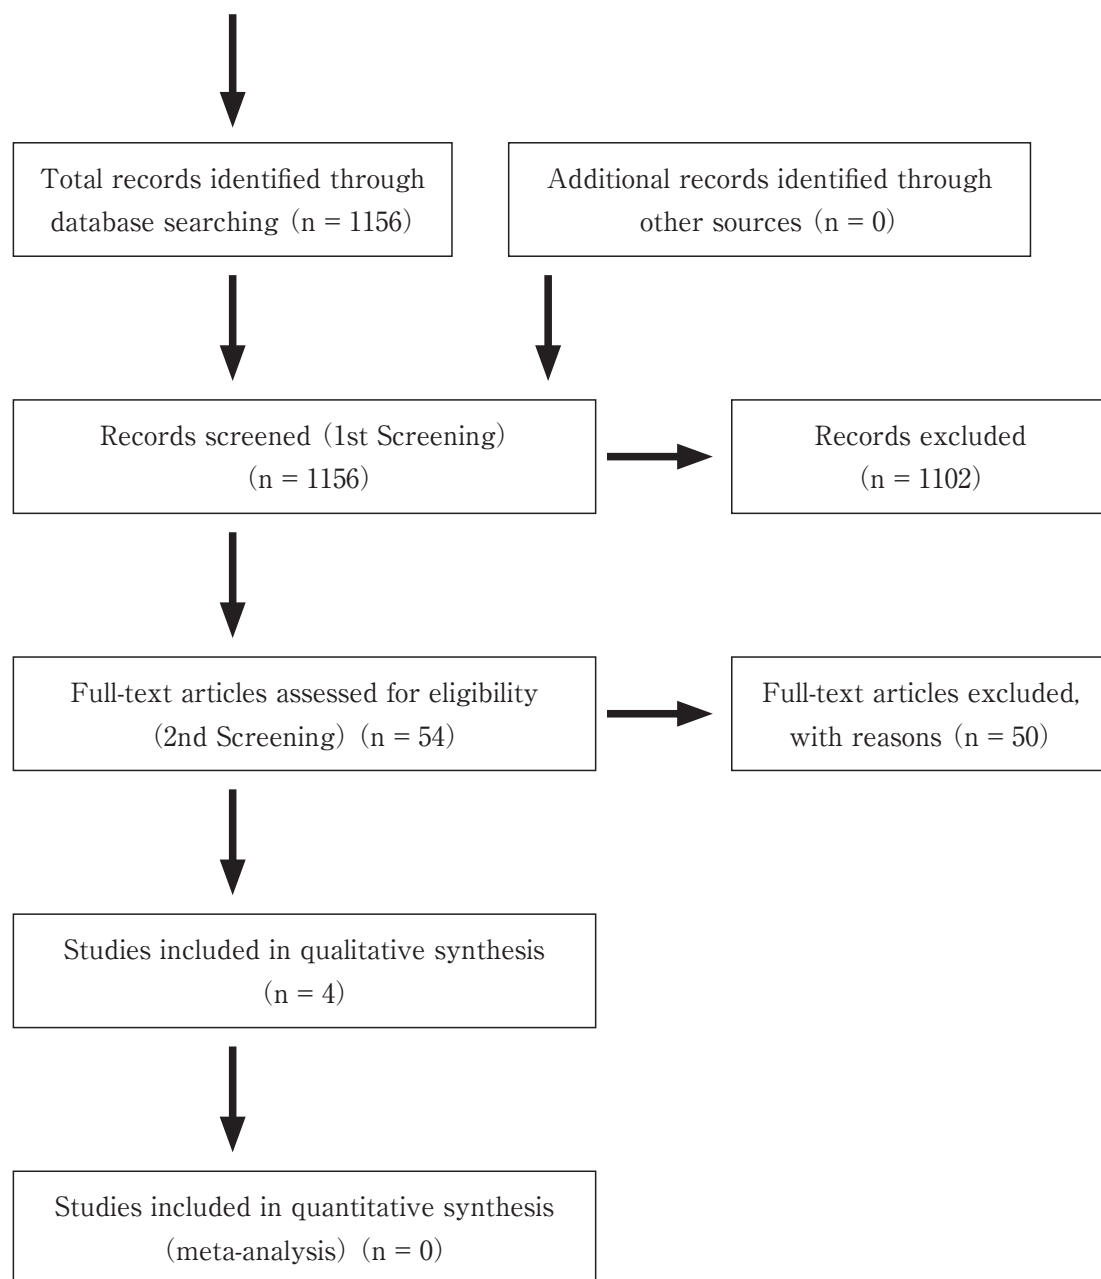 Total records identified through
database searching (n = 1156)
Additional records identified through
other sources (n = 0)
Records screened (1st Screening)
(n = 1156)
Records excluded
(n = 1102)
Full-text articles assessed for eligibility
(2nd Screening) (n = 54)
Full-text articles excluded,
with reasons (n = 50)
Studies included in qualitative synthesis
(n = 4)
Studies included in quantitative synthesis
(meta-analysis) (n = 0)